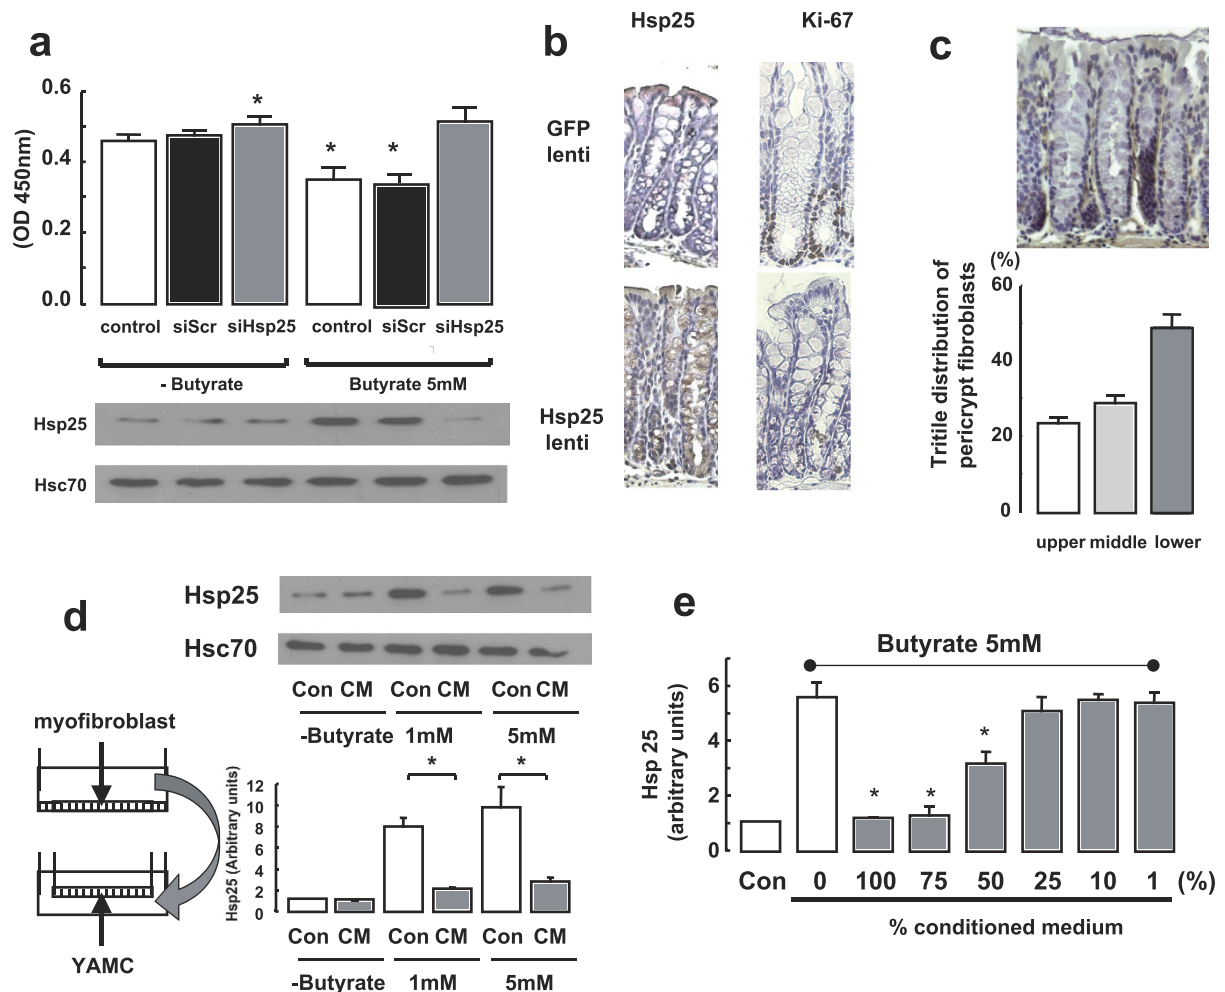 a
(OD 450nm)
0.6
0.4
0.2
0.0
*
*
*
control siScr siHsp25 control siScr siHsp25
- Butyrate Butyrate 5mM
Hsp25
Hsc70
b
Hsp25 Ki-67
GFP
lenti
Hsp25
lenti
c
(%)
Tritile distribution of
pericrypt fibroblasts
60
40
20
0
upper middle lower
d
Hsp25
Hsc70
Con CM Con CM Con CM
-Butyrate 1mM 5mM
myofibroblast
YAMC
Hsp25 (Arbitrary units)
12
10
8
6
4
2
0
*
*
Con CM Con CM Con CM
-Butyrate 1mM 5mM
e
Butyrate 5mM
Hsp 25
(arbitrary units)
6
4
2
0
*
*
*
Con 0 100 75 50 25 10 1 (%)
% conditioned medium